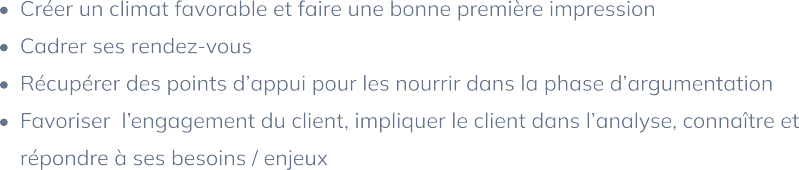 • Créer un climat favorable et faire une bonne première impression
• Cadrer ses rendez-vous
• Récupérer des points d’appui pour les nourrir dans la phase d’argumentation
• Favoriser  l’engagement du client, impliquer le client dans l’analyse, connaître et
répondre à ses besoins / enjeux